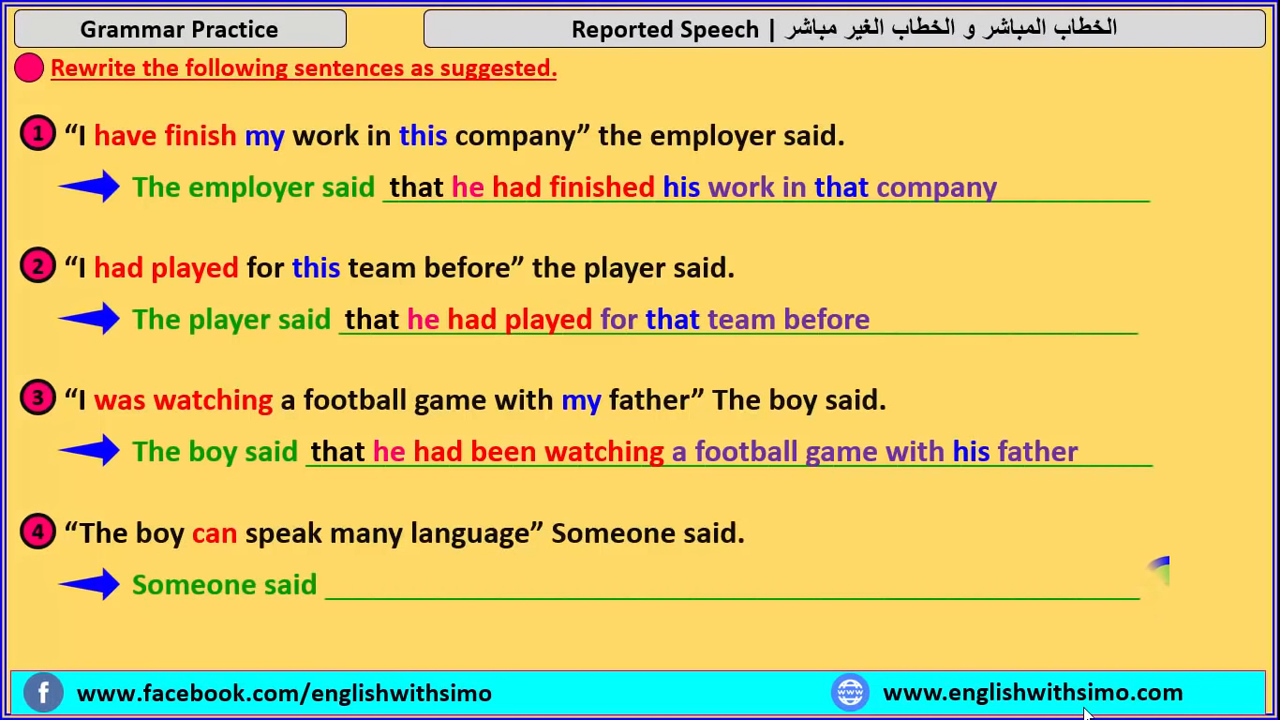 Grammar Practice
Reported Speech | الخطاب المباشر و الخطاب الغير مباشر
Rewrite the following sentences as suggested.
1 “I have finish my work in this company” the employer said.
The employer said that he had finished his work in that company
2 “I had played for this team before” the player said.
The player said that he had played for that team before
3 “I was watching a football game with my father” The boy said.
The boy said that he had been watching a football game with his father
4 “The boy can speak many language” Someone said.
Someone said
www.facebook.com/englishwithsimo
www.englishwithsimo.com